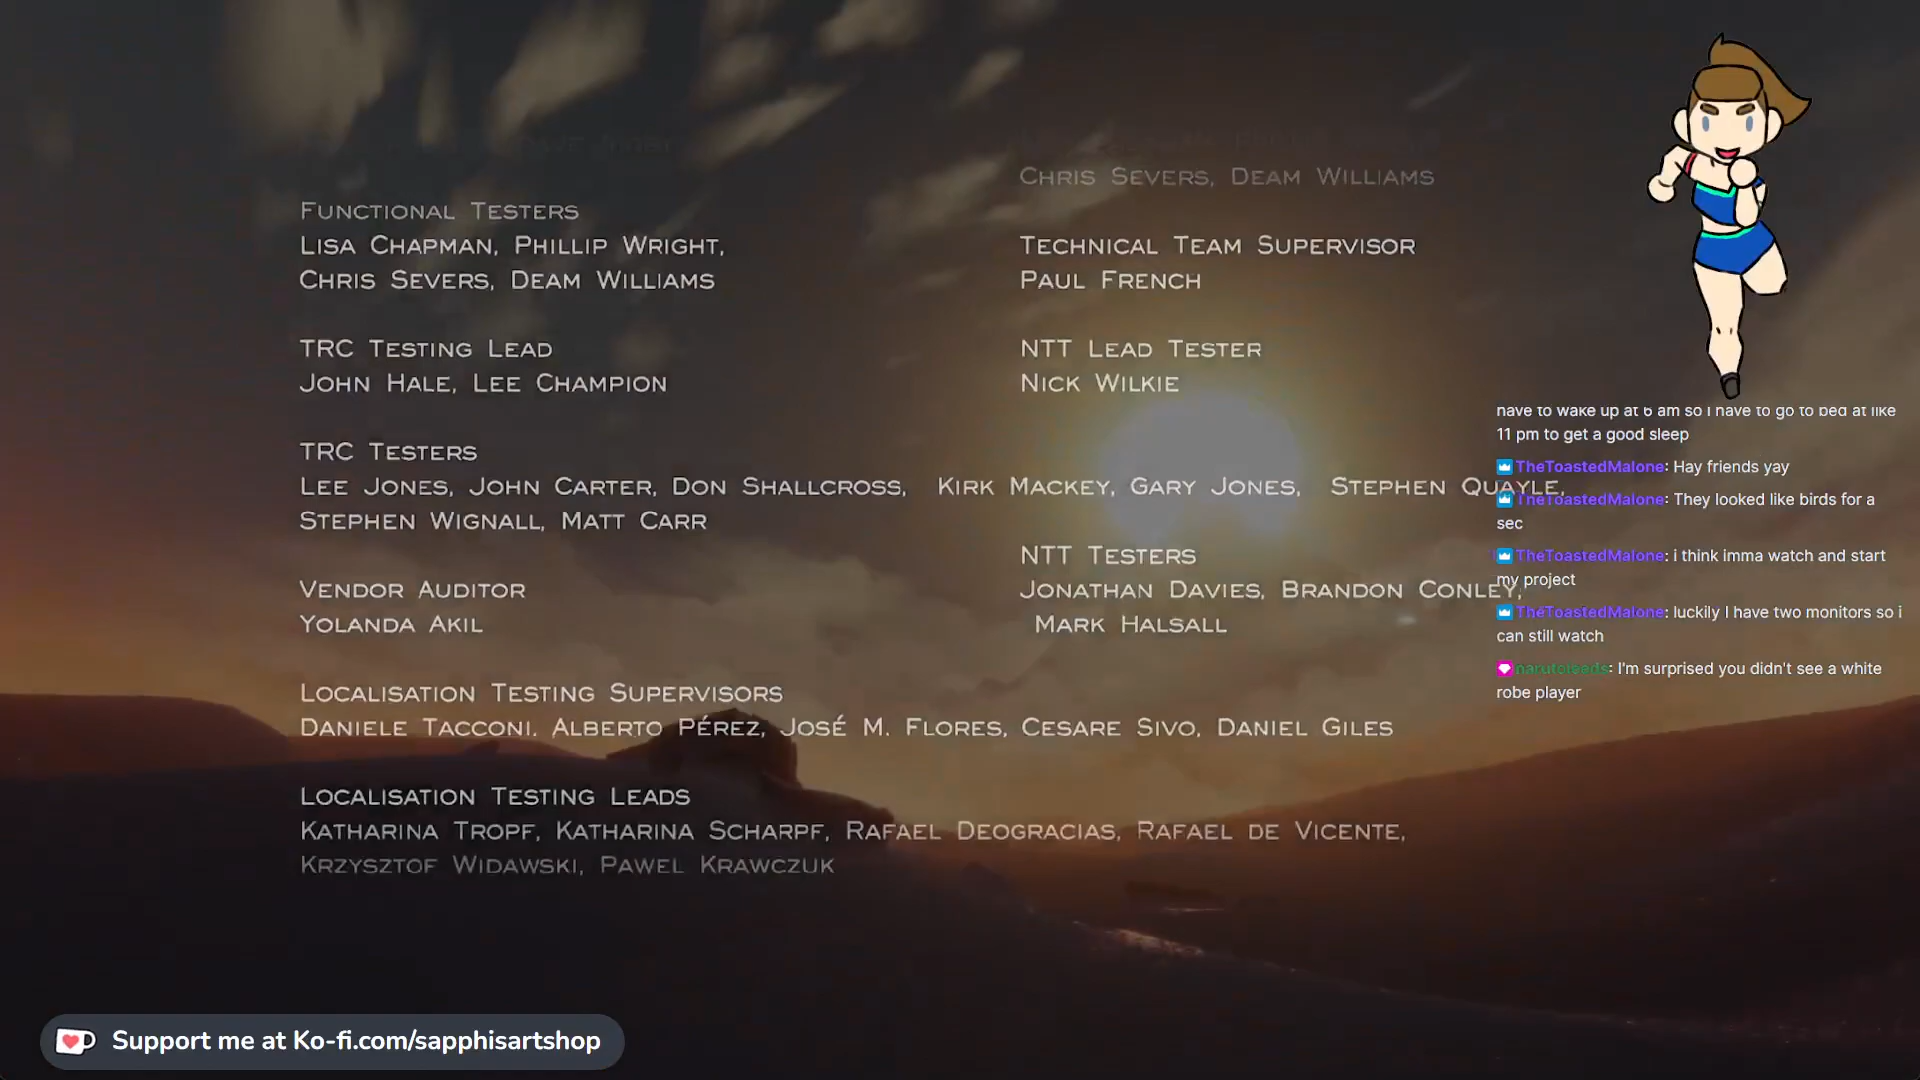 CHRIS SEVERS, DEAM WILLIAMS
FUNCTIONAL TESTERS
LISA CHAPMAN, PHILLIP WRIGHT,
CHRIS SEVERS, DEAM WILLIAMS
TECHNICAL TEAM SUPERVISOR
PAUL FRENCH
TRC TESTING LEAD
JOHN HALE, LEE CHAMPION
NTT LEAD TESTER
NICK WILKIE
TRC TESTERS
LEE JONES, JOHN CARTER, DON SHALLCROSS, KIRK MACKEY, GARY JONES, STEPHEN QUAYLE,
STEPHEN WIGNALL, MATT CARR
NTT TESTERS
JONATHAN DAVIES, BRANDON CONLEY,
MARK HALSALL
VENDOR AUDITOR
YOLANDA AKIL
LOCALISATION TESTING SUPERVISORS
DANIELE TACCONI. ALBERTO PÉREZ, JOSÉ M. FLORES, CESARE SIVO, DANIEL GILES
LOCALISATION TESTING LEADS
KATHARINA TROPF, KATHARINA SCHARPF, RAFAEL DEOGRACIAS, RAFAEL DE VICENTE,
KRZYSZTOF WIDAWSKI, PAWEL KRAWCZUK
have to wake up at 6 am so i have to go to bed at like
11 pm to get a good sleep
TheToastedMalone: Hay friends yay
TheToastedMalone: They looked like birds for a
sec
TheToastedMalone: i think imma watch and start
my project
TheToastedMalone: luckily I have two monitors so i
can still watch
narutoleeds: I'm surprised you didn't see a white
robe player
Support me at Ko-fi.com/sapphisartshop